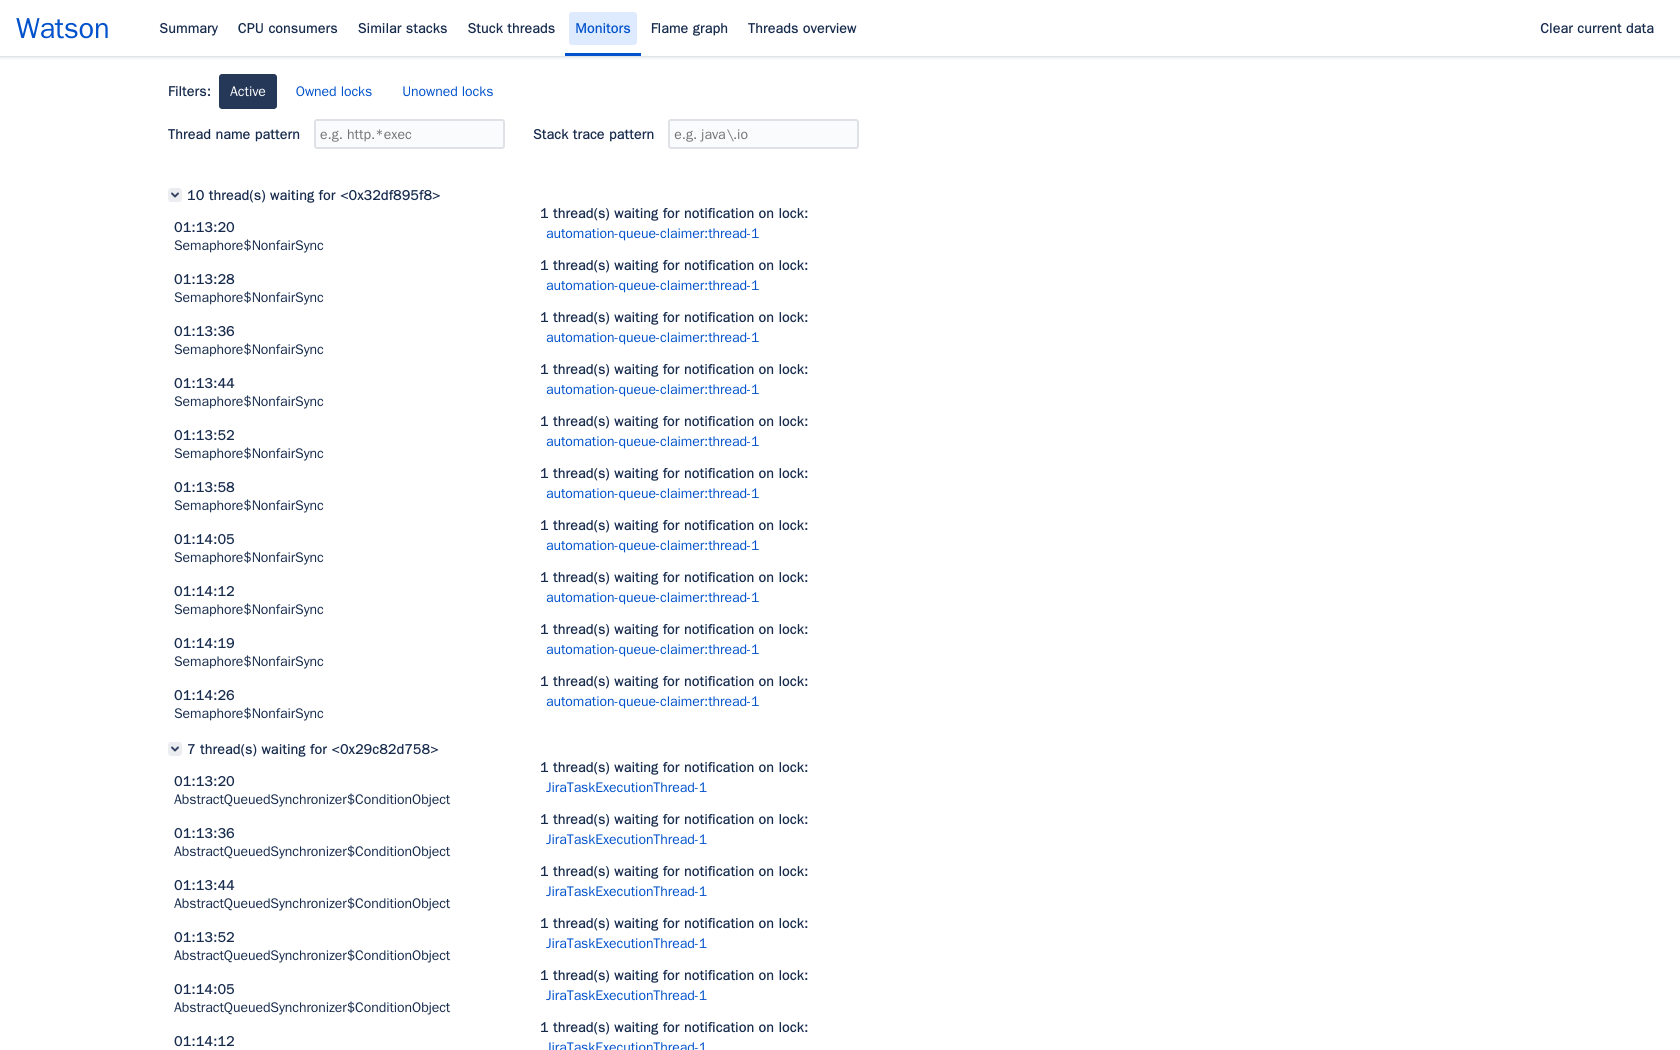 Watson
Summary CPU consumers Similar stacks Stuck threads Monitors Flame graph Threads overview Clear current data
Filters: Active Owned locks Unowned locks
Thread name pattern e.g. http.*exec Stack trace pattern e.g. java\.io
10 thread(s) waiting for <0x32df895f8>
01:13:20
Semaphore$NonfairSync
1 thread(s) waiting for notification on lock:
automation-queue-claimer:thread-1
01:13:28
Semaphore$NonfairSync
1 thread(s) waiting for notification on lock:
automation-queue-claimer:thread-1
01:13:36
Semaphore$NonfairSync
1 thread(s) waiting for notification on lock:
automation-queue-claimer:thread-1
01:13:44
Semaphore$NonfairSync
1 thread(s) waiting for notification on lock:
automation-queue-claimer:thread-1
01:13:52
Semaphore$NonfairSync
1 thread(s) waiting for notification on lock:
automation-queue-claimer:thread-1
01:13:58
Semaphore$NonfairSync
1 thread(s) waiting for notification on lock:
automation-queue-claimer:thread-1
01:14:05
Semaphore$NonfairSync
1 thread(s) waiting for notification on lock:
automation-queue-claimer:thread-1
01:14:12
Semaphore$NonfairSync
1 thread(s) waiting for notification on lock:
automation-queue-claimer:thread-1
01:14:19
Semaphore$NonfairSync
1 thread(s) waiting for notification on lock:
automation-queue-claimer:thread-1
01:14:26
Semaphore$NonfairSync
1 thread(s) waiting for notification on lock:
automation-queue-claimer:thread-1
7 thread(s) waiting for <0x29c82d758>
01:13:20
AbstractQueuedSynchronizer$ConditionObject
1 thread(s) waiting for notification on lock:
JiraTaskExecutionThread-1
01:13:36
AbstractQueuedSynchronizer$ConditionObject
1 thread(s) waiting for notification on lock:
JiraTaskExecutionThread-1
01:13:44
AbstractQueuedSynchronizer$ConditionObject
1 thread(s) waiting for notification on lock:
JiraTaskExecutionThread-1
01:13:52
AbstractQueuedSynchronizer$ConditionObject
1 thread(s) waiting for notification on lock:
JiraTaskExecutionThread-1
01:14:05
AbstractQueuedSynchronizer$ConditionObject
1 thread(s) waiting for notification on lock:
JiraTaskExecutionThread-1
01:14:12
1 thread(s) waiting for notification on lock:
JiraTaskExecutionThread-1